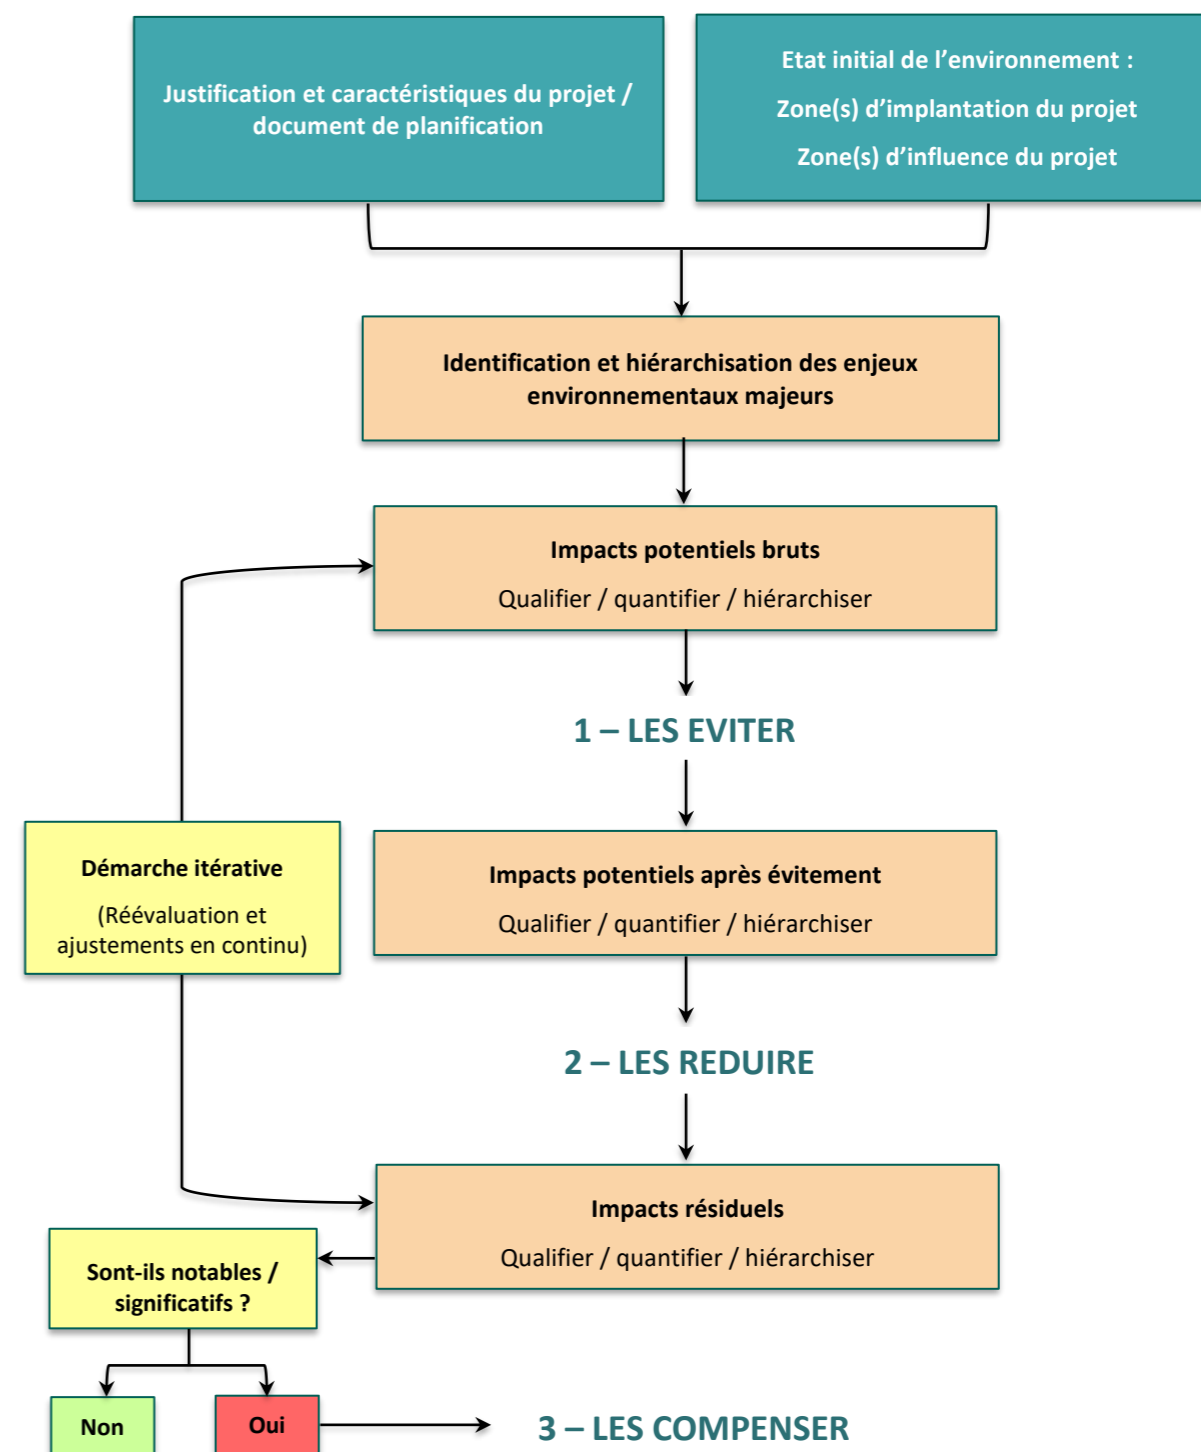 Justification et caractéristiques du projet /
document de planification
Etat initial de l’environnement :
Zone(s) d’implantation du projet
Zone(s) d’influence du projet
Identification et hiérarchisation des enjeux
environnementaux majeurs
Impacts potentiels bruts
Qualifier / quantifier / hiérarchiser
1 – LES EVITER
Démarche itérative
(Réévaluation et
ajustements en continu)
Impacts potentiels après évitement
Qualifier / quantifier / hiérarchiser
2 – LES REDUIRE
Impacts résiduels
Qualifier / quantifier / hiérarchiser
Sont-ils notables /
significatifs ?
Non
Oui
3 – LES COMPENSER